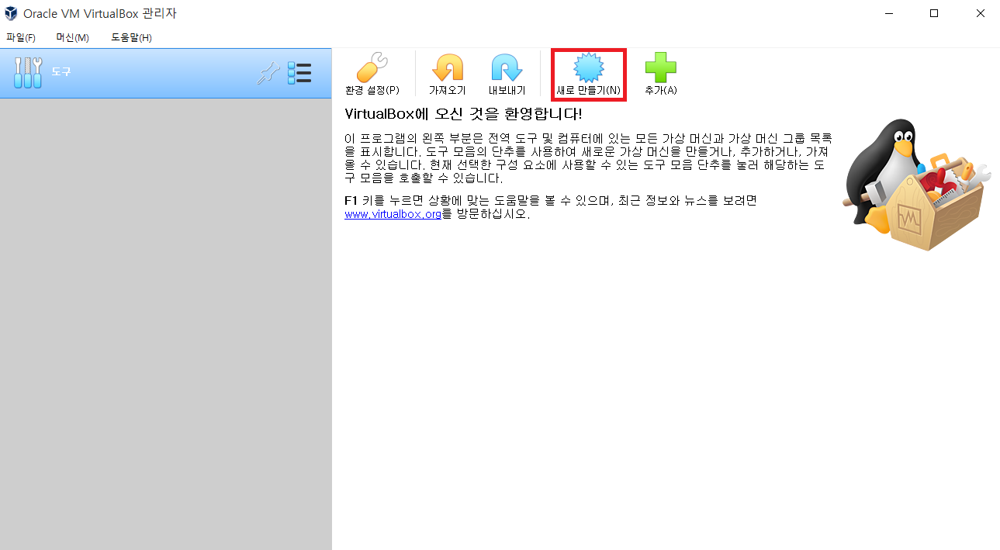 Oracle VM VirtualBox 관리자
파일(F) 머신(M) 도움말(H)
도구
환경 설정(P) 가져오기 내보내기 새로 만들기(N) 추가(A)
VirtualBox에 오신 것을 환영합니다!
이 프로그램의 왼쪽 부분은 전역 도구 및 컴퓨터에 있는 모든 가상 머신과 가상 머신 그룹 목록
을 표시합니다. 도구 모음의 단추를 사용하여 새로운 가상 머신을 만들거나, 추가하거나, 가져
올 수 있습니다. 현재 선택한 구성 요소에 사용할 수 있는 도구 모음 단추를 눌러 해당하는 도
구 모음을 호출할 수 있습니다.
F1 키를 누르면 상황에 맞는 도움말을 볼 수 있으며, 최근 정보와 뉴스를 보려면
www.virtualbox.org를 방문하십시오.